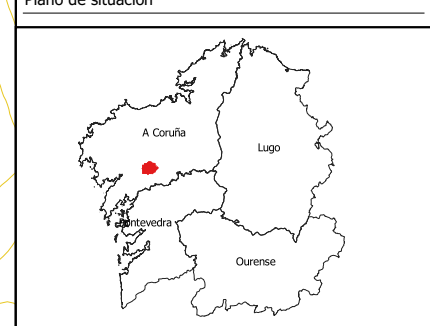 Plano de situación
A Coruña
Lugo
Pontevedra
Ourense